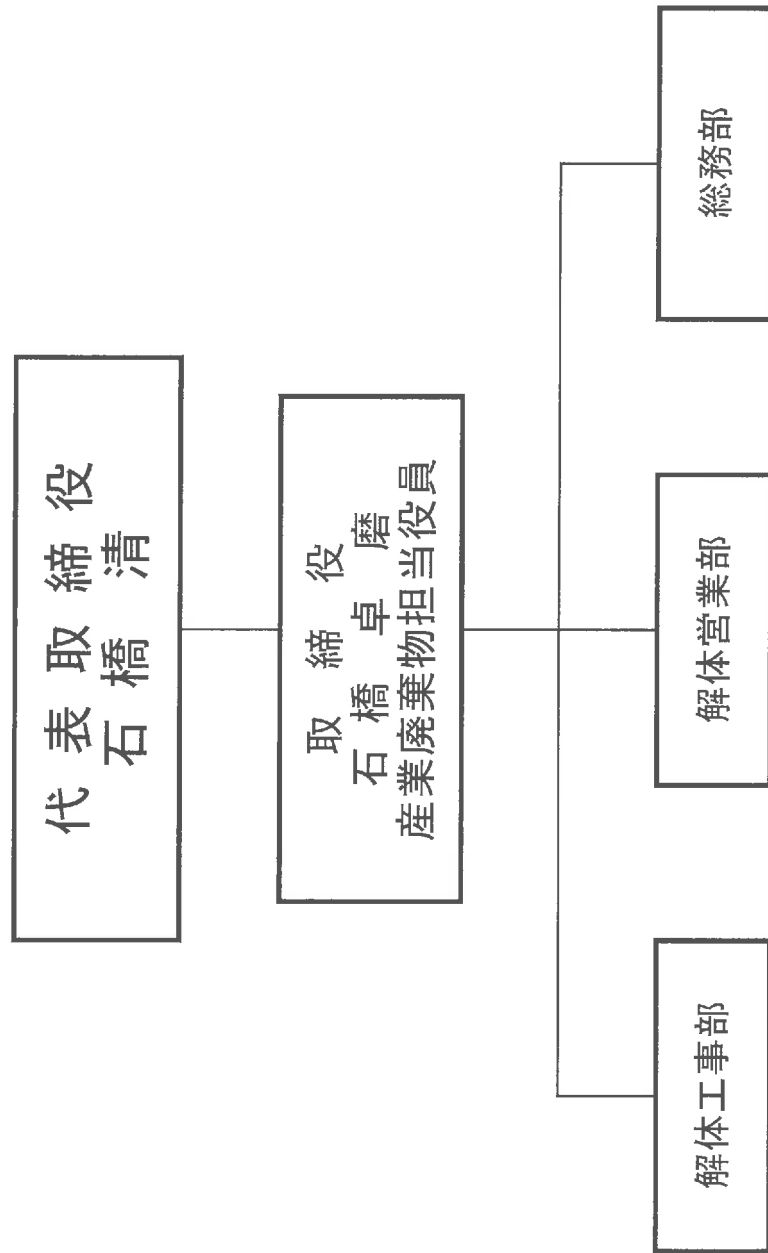 代表取締役
石橋清
取締役
石橋卓磨
産業廃棄物担当役員
解体工事部
解体営業部
総務部